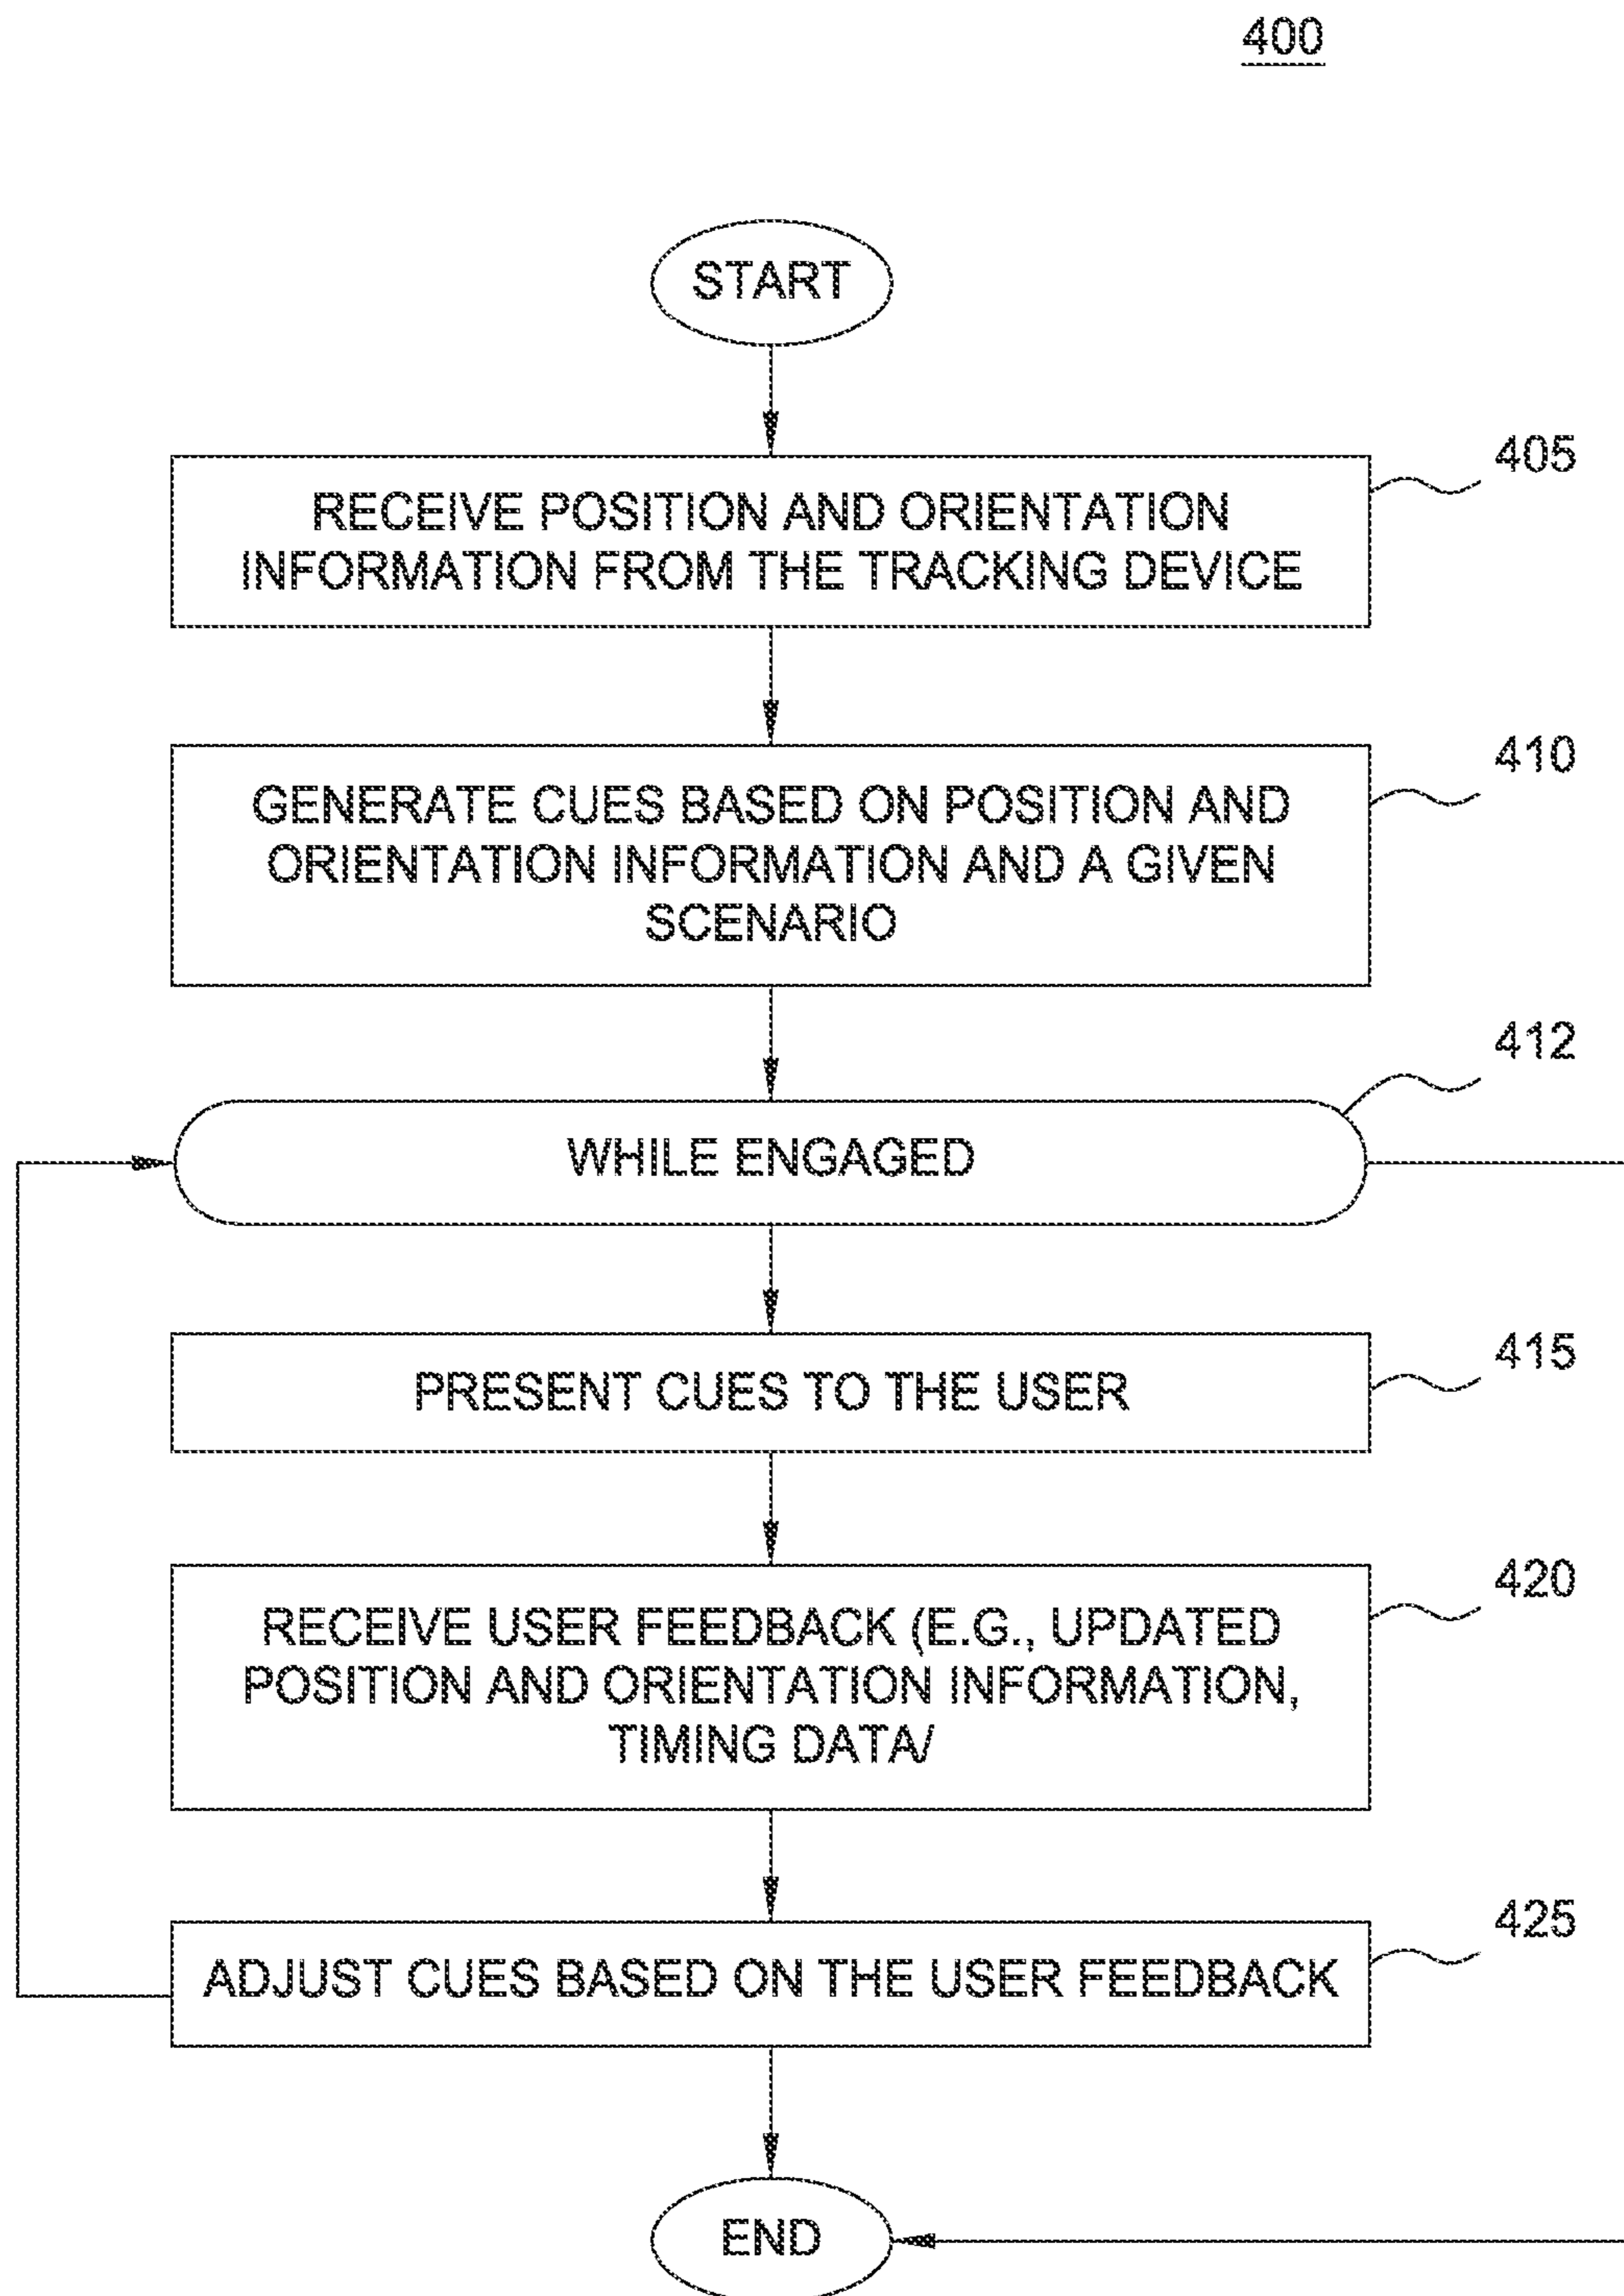 400
START
405
RECEIVE POSITION AND ORIENTATION
INFORMATION FROM THE TRACKING DEVICE
410
GENERATE CUES BASED ON POSITION AND
ORIENTATION INFORMATION AND A GIVEN
SCENARIO
412
WHILE ENGAGED
415
PRESENT CUES TO THE USER
420
RECEIVE USER FEEDBACK (E.G., UPDATED
POSITION AND ORIENTATION INFORMATION,
TIMING DATA/
425
ADJUST CUES BASED ON THE USER FEEDBACK
END